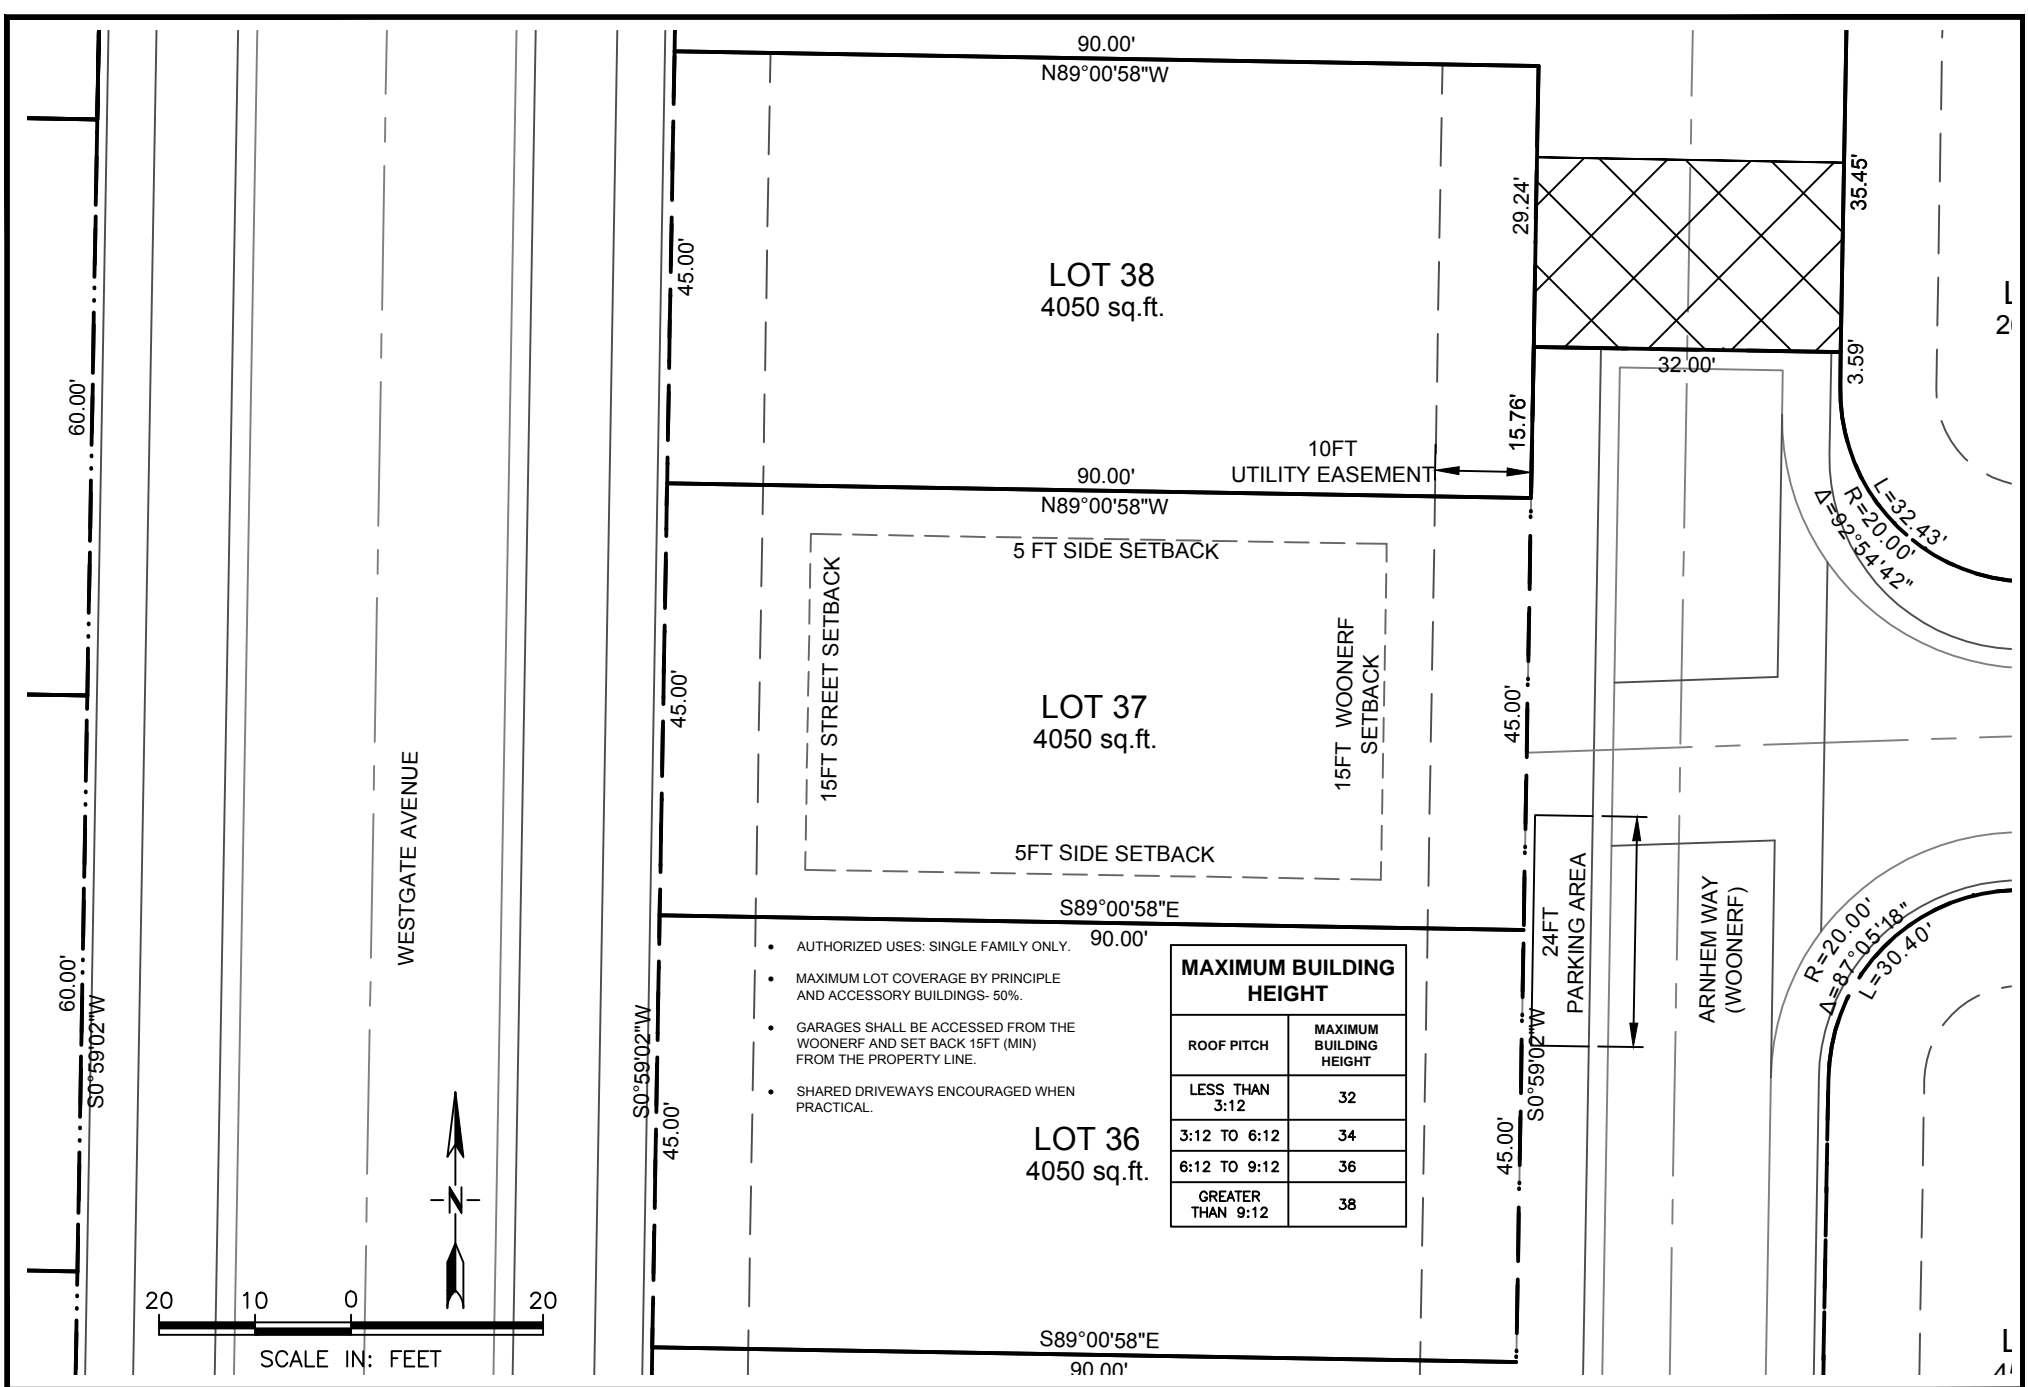 90.00'
N89°00'58"W
45.00'
29.24'
35.45'
LOT 38
4050 sq.ft.
L
32.00'
3.59'
60.00'
15.76'
10FT
UTILITY EASEMENT
90.00'
N89°00'58"W
L=32.43'
R=20.00'
Δ=92°54'42"
5 FT SIDE SETBACK
15FT STREET SETBACK
15FT WOONERF
SETBACK
45.00'
LOT 37
4050 sq.ft.
45.00'
WESTGATE AVENUE
5FT SIDE SETBACK
S89°00'58"E
90.00'
24FT
PARKING AREA
ARNHEM WAY
(WOONERF)
R=20.00'
Δ=87°05'18"
L=30.40'
60.00'
S0°59'02"W
S0°59'02"W
45.00'
• AUTHORIZED USES: SINGLE FAMILY ONLY.
• MAXIMUM LOT COVERAGE BY PRINCIPLE
AND ACCESSORY BUILDINGS- 50%.
• GARAGES SHALL BE ACCESSED FROM THE
WOONERF AND SET BACK 15FT (MIN)
FROM THE PROPERTY LINE.
• SHARED DRIVEWAYS ENCOURAGED WHEN
PRACTICAL.
MAXIMUM BUILDING
HEIGHT
ROOF PITCH
MAXIMUM
BUILDING
HEIGHT
LESS THAN
3:12
32
3:12 TO 6:12
34
6:12 TO 9:12
36
GREATER
THAN 9:12
38
S0°59'02"W
45.00'
LOT 36
4050 sq.ft.
N
20 10 0 20
SCALE IN: FEET
S89°00'58"E
90.00'
L